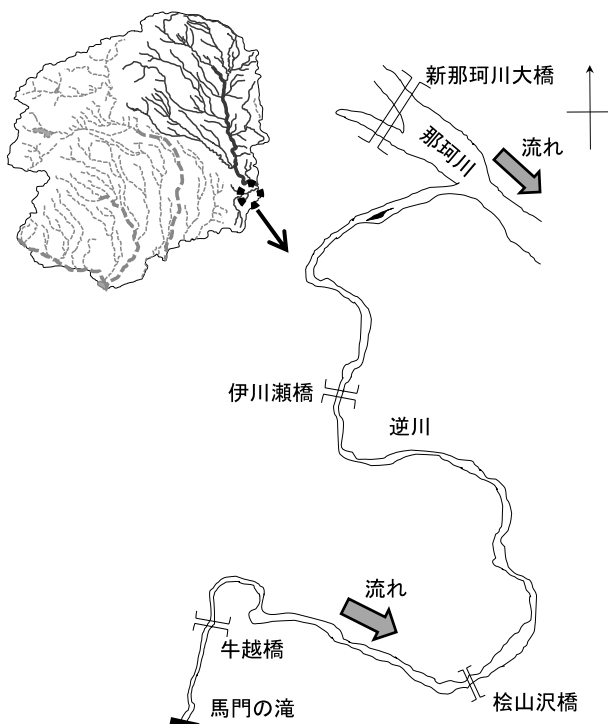 新那珂川大橋
那珂川
流れ
伊川瀬橋
逆川
流れ
牛越橋
馬門の滝
桧山沢橋